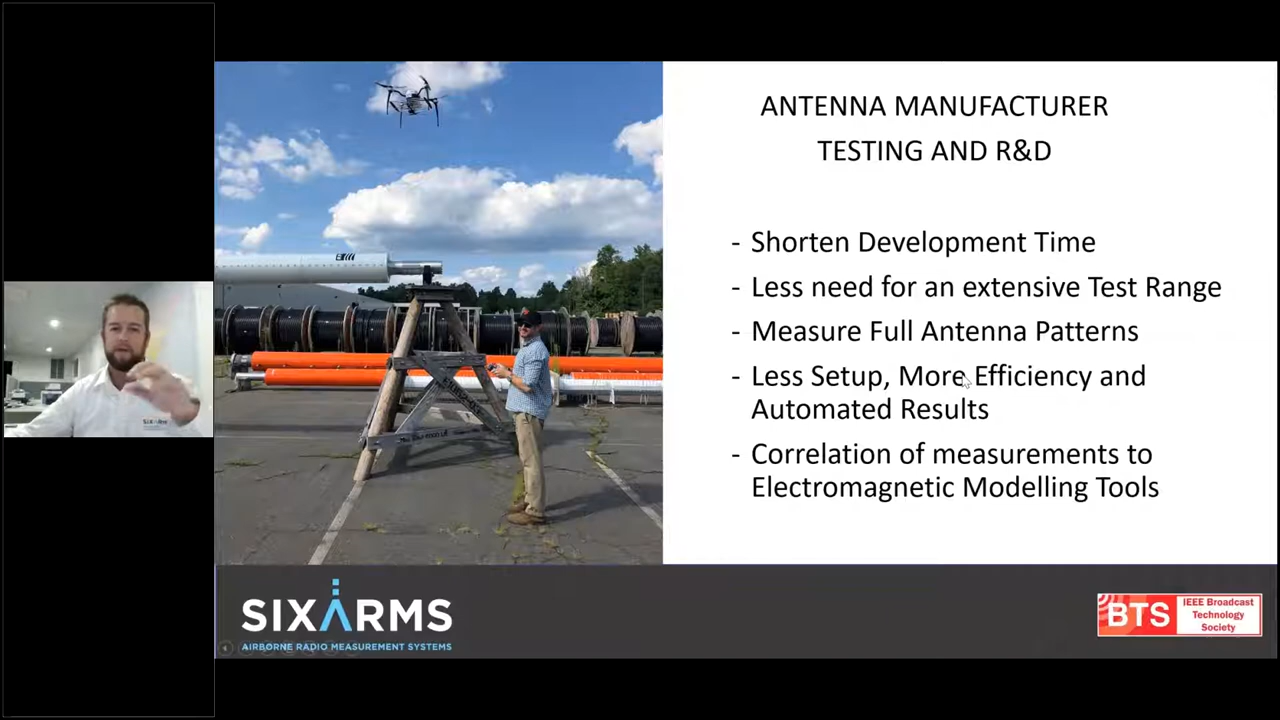 ANTENNA MANUFACTURER
TESTING AND R&D
- Shorten Development Time
- Less need for an extensive Test Range
- Measure Full Antenna Patterns
- Less Setup, More Efficiency and
Automated Results
- Correlation of measurements to
Electromagnetic Modelling Tools
SIXARMS
SIXARMS
AIRBORNE RADIO MEASUREMENT SYSTEMS
BTS
IEEE Broadcast
Technology
Society